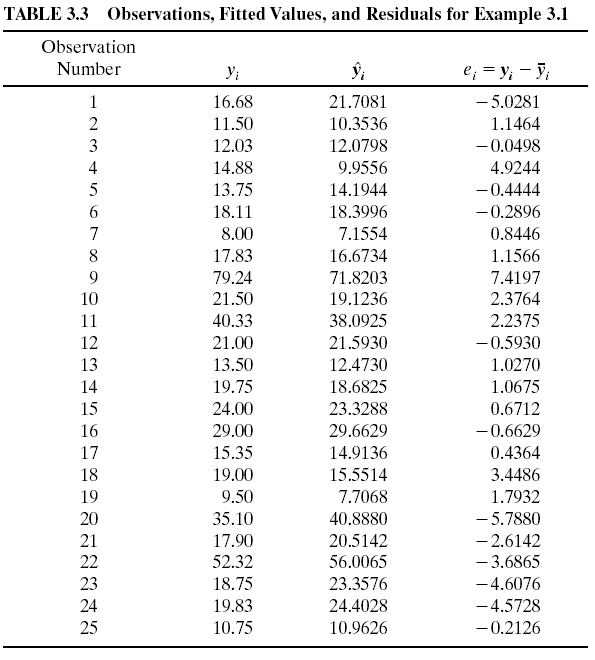 TABLE 3.3 Observations, Fitted Values, and Residuals for Example 3.1
Observation
Number yᵢ ŷᵢ eᵢ = yᵢ − ȳᵢ
1 16.68 21.7081 −5.0281
2 11.50 10.3536 1.1464
3 12.03 12.0798 −0.0498
4 14.88 9.9556 4.9244
5 13.75 14.1944 −0.4444
6 18.11 18.3996 −0.2896
7 8.00 7.1554 0.8446
8 17.83 16.6734 1.1566
9 79.24 71.8203 7.4197
10 21.50 19.1236 2.3764
11 40.33 38.0925 2.2375
12 21.00 21.5930 −0.5930
13 13.50 12.4730 1.0270
14 19.75 18.6825 1.0675
15 24.00 23.3288 0.6712
16 29.00 29.6629 −0.6629
17 15.35 14.9136 0.4364
18 19.00 15.5514 3.4486
19 9.50 7.7068 1.7932
20 35.10 40.8880 −5.7880
21 17.90 20.5142 −2.6142
22 52.32 56.0065 −3.6865
23 18.75 23.3576 −4.6076
24 19.83 24.4028 −4.5728
25 10.75 10.9626 −0.2126